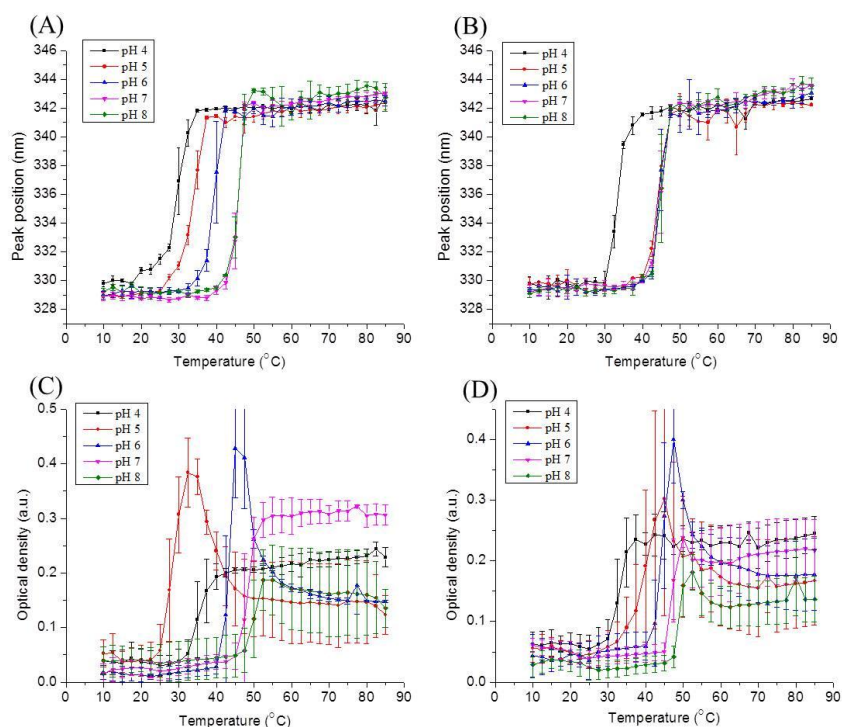 (A)
346
344
342
340
338
336
334
332
330
328
Peak position (nm)
pH 4
pH 5
pH 6
pH 7
pH 8
0 10 20 30 40 50 60 70 80 90
Temperature (°C)
(B)
346
344
342
340
338
336
334
332
330
328
Peak position (nm)
pH 4
pH 5
pH 6
pH 7
pH 8
0 10 20 30 40 50 60 70 80 90
Temperature (°C)
(C)
0.5
0.4
0.3
0.2
0.1
0.0
Optical density (a.u.)
pH 4
pH 5
pH 6
pH 7
pH 8
0 10 20 30 40 50 60 70 80 90
Temperature (°C)
(D)
0.4
0.3
0.2
0.1
0.0
Optical density (a.u.)
pH 4
pH 5
pH 6
pH 7
pH 8
0 10 20 30 40 50 60 70 80 90
Temperature (°C)